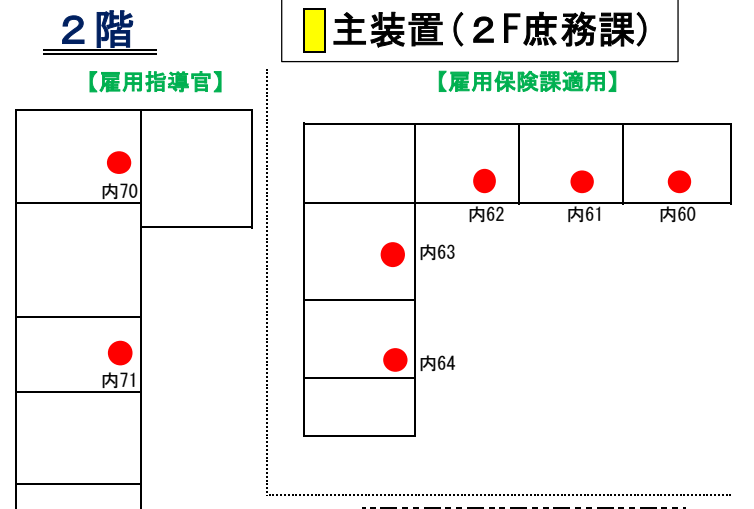 ２階
主装置（２F庶務課）
【雇用指導官】
【雇用保険課適用】
内70
内62
内61
内60
内63
内64
内71